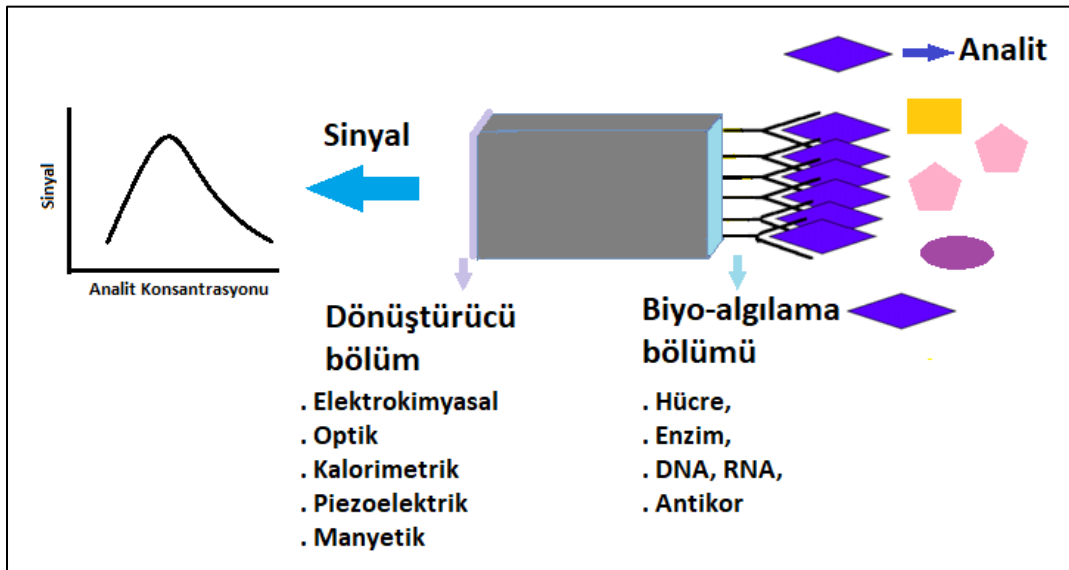 Analit
Sinyal
Sinyal
Analit Konsantrasyonu
Dönüştürücü
bölüm
. Elektrokimyasal
. Optik
. Kalorimetrik
. Piezoelektrik
. Manyetik
Biyo-algılama
bölümü
. Hücre,
. Enzim,
. DNA, RNA,
. Antikor